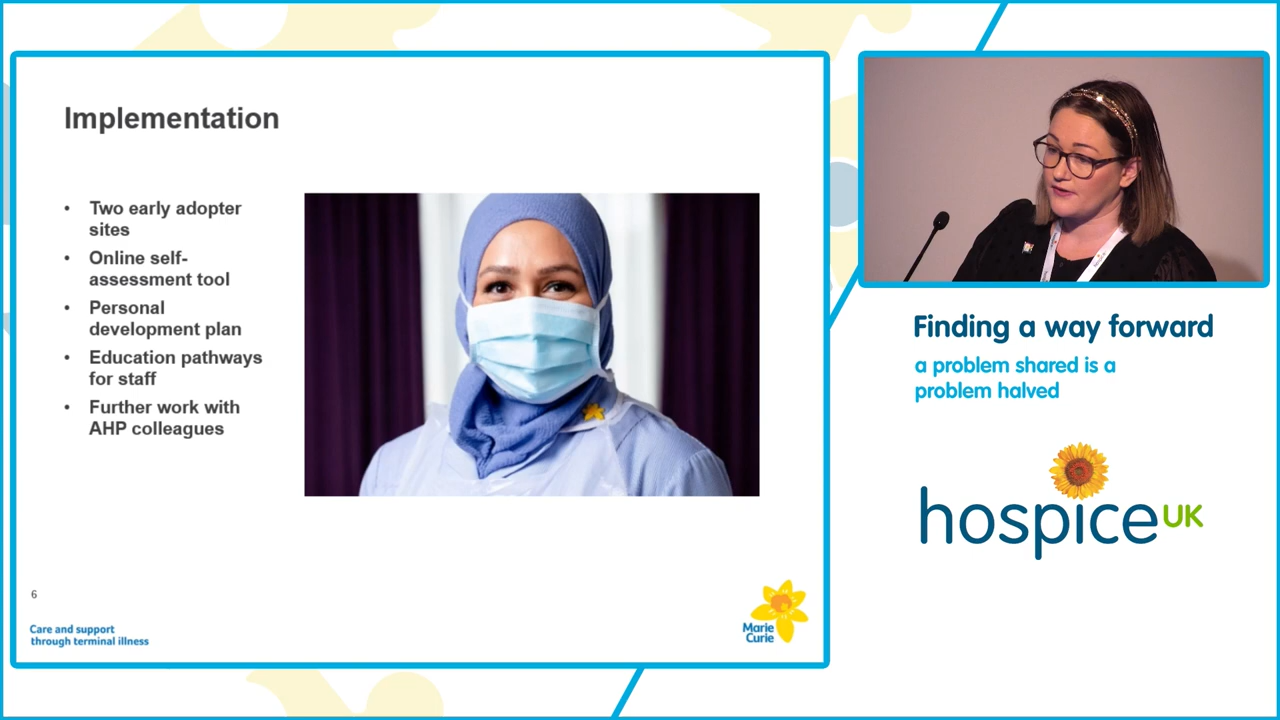 Implementation
• Two early adopter
sites
• Online self-
assessment tool
• Personal
development plan
• Education pathways
for staff
• Further work with
AHP colleagues
6
Care and support
through terminal illness
Marie
Curie
Finding a way forward
a problem shared is a
problem halved
hospice UK